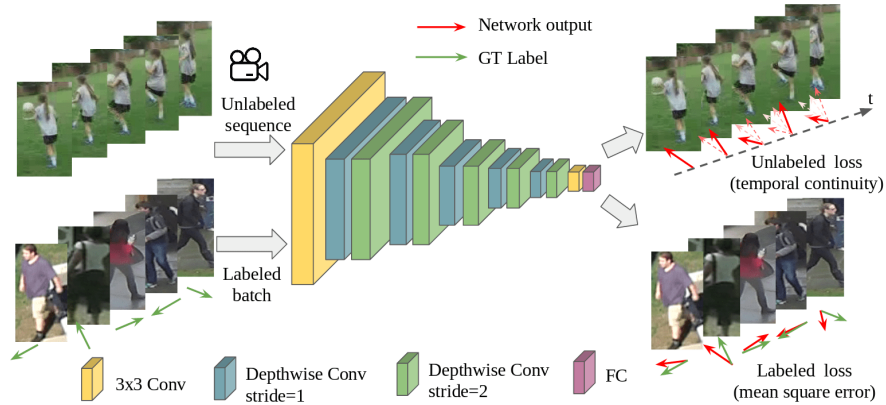 Network output
GT Label
Unlabeled
sequence
t
Unlabeled loss
(temporal continuity)
Labeled
batch
3x3 Conv
Depthwise Conv
stride=1
Depthwise Conv
stride=2
FC
Labeled loss
(mean square error)